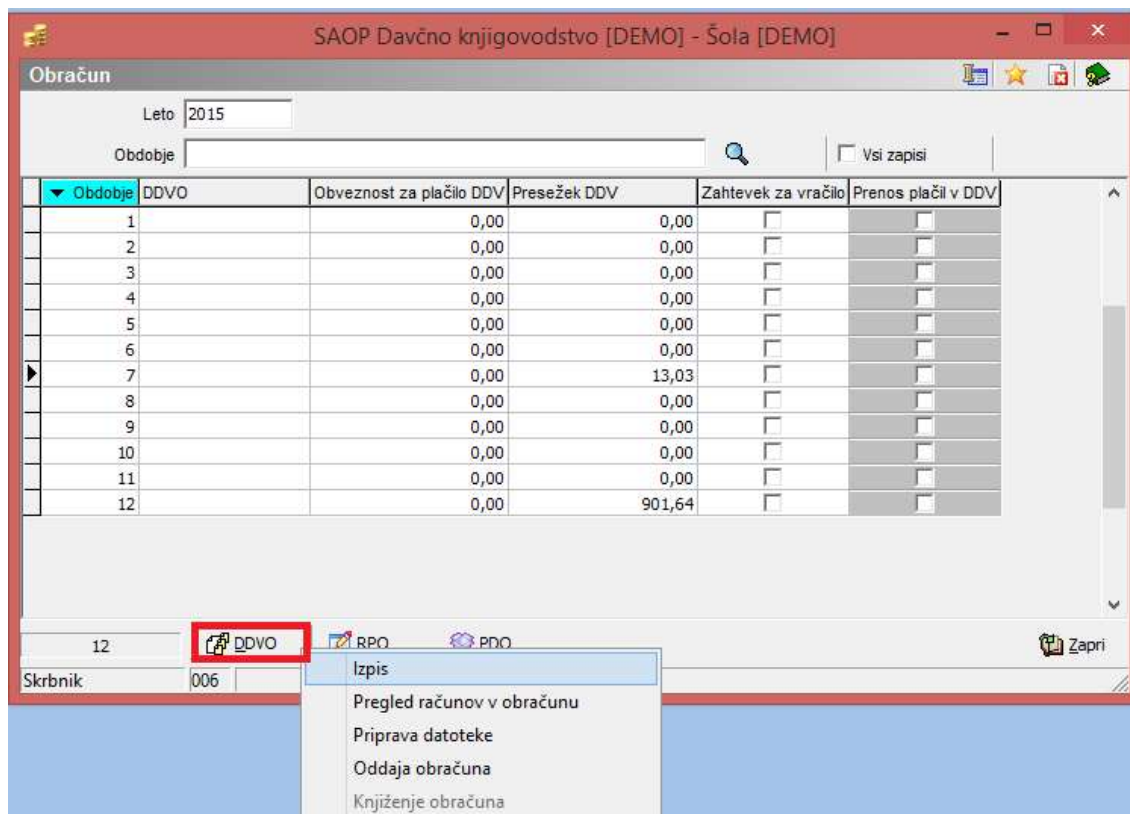 SAOP Davčno knjigovodstvo [DEMO] - Šola [DEMO]
Obračun
Leto 2015
Obdobje Vsi zapisi
Obdobje DDVO Obveznost za plačilo DDV Presežek DDV Zahtevek za vračilo Prenos plačil v DDV
1 0,00 0,00
2 0,00 0,00
3 0,00 0,00
4 0,00 0,00
5 0,00 0,00
6 0,00 0,00
7 0,00 13,03
8 0,00 0,00
9 0,00 0,00
10 0,00 0,00
11 0,00 0,00
12 0,00 901,64
12 DDVO RPO PDO Zapri
Skrbnik 006
Izpis
Pregled računov v obračunu
Priprava datoteke
Oddaja obračuna
Knjiženje obračuna